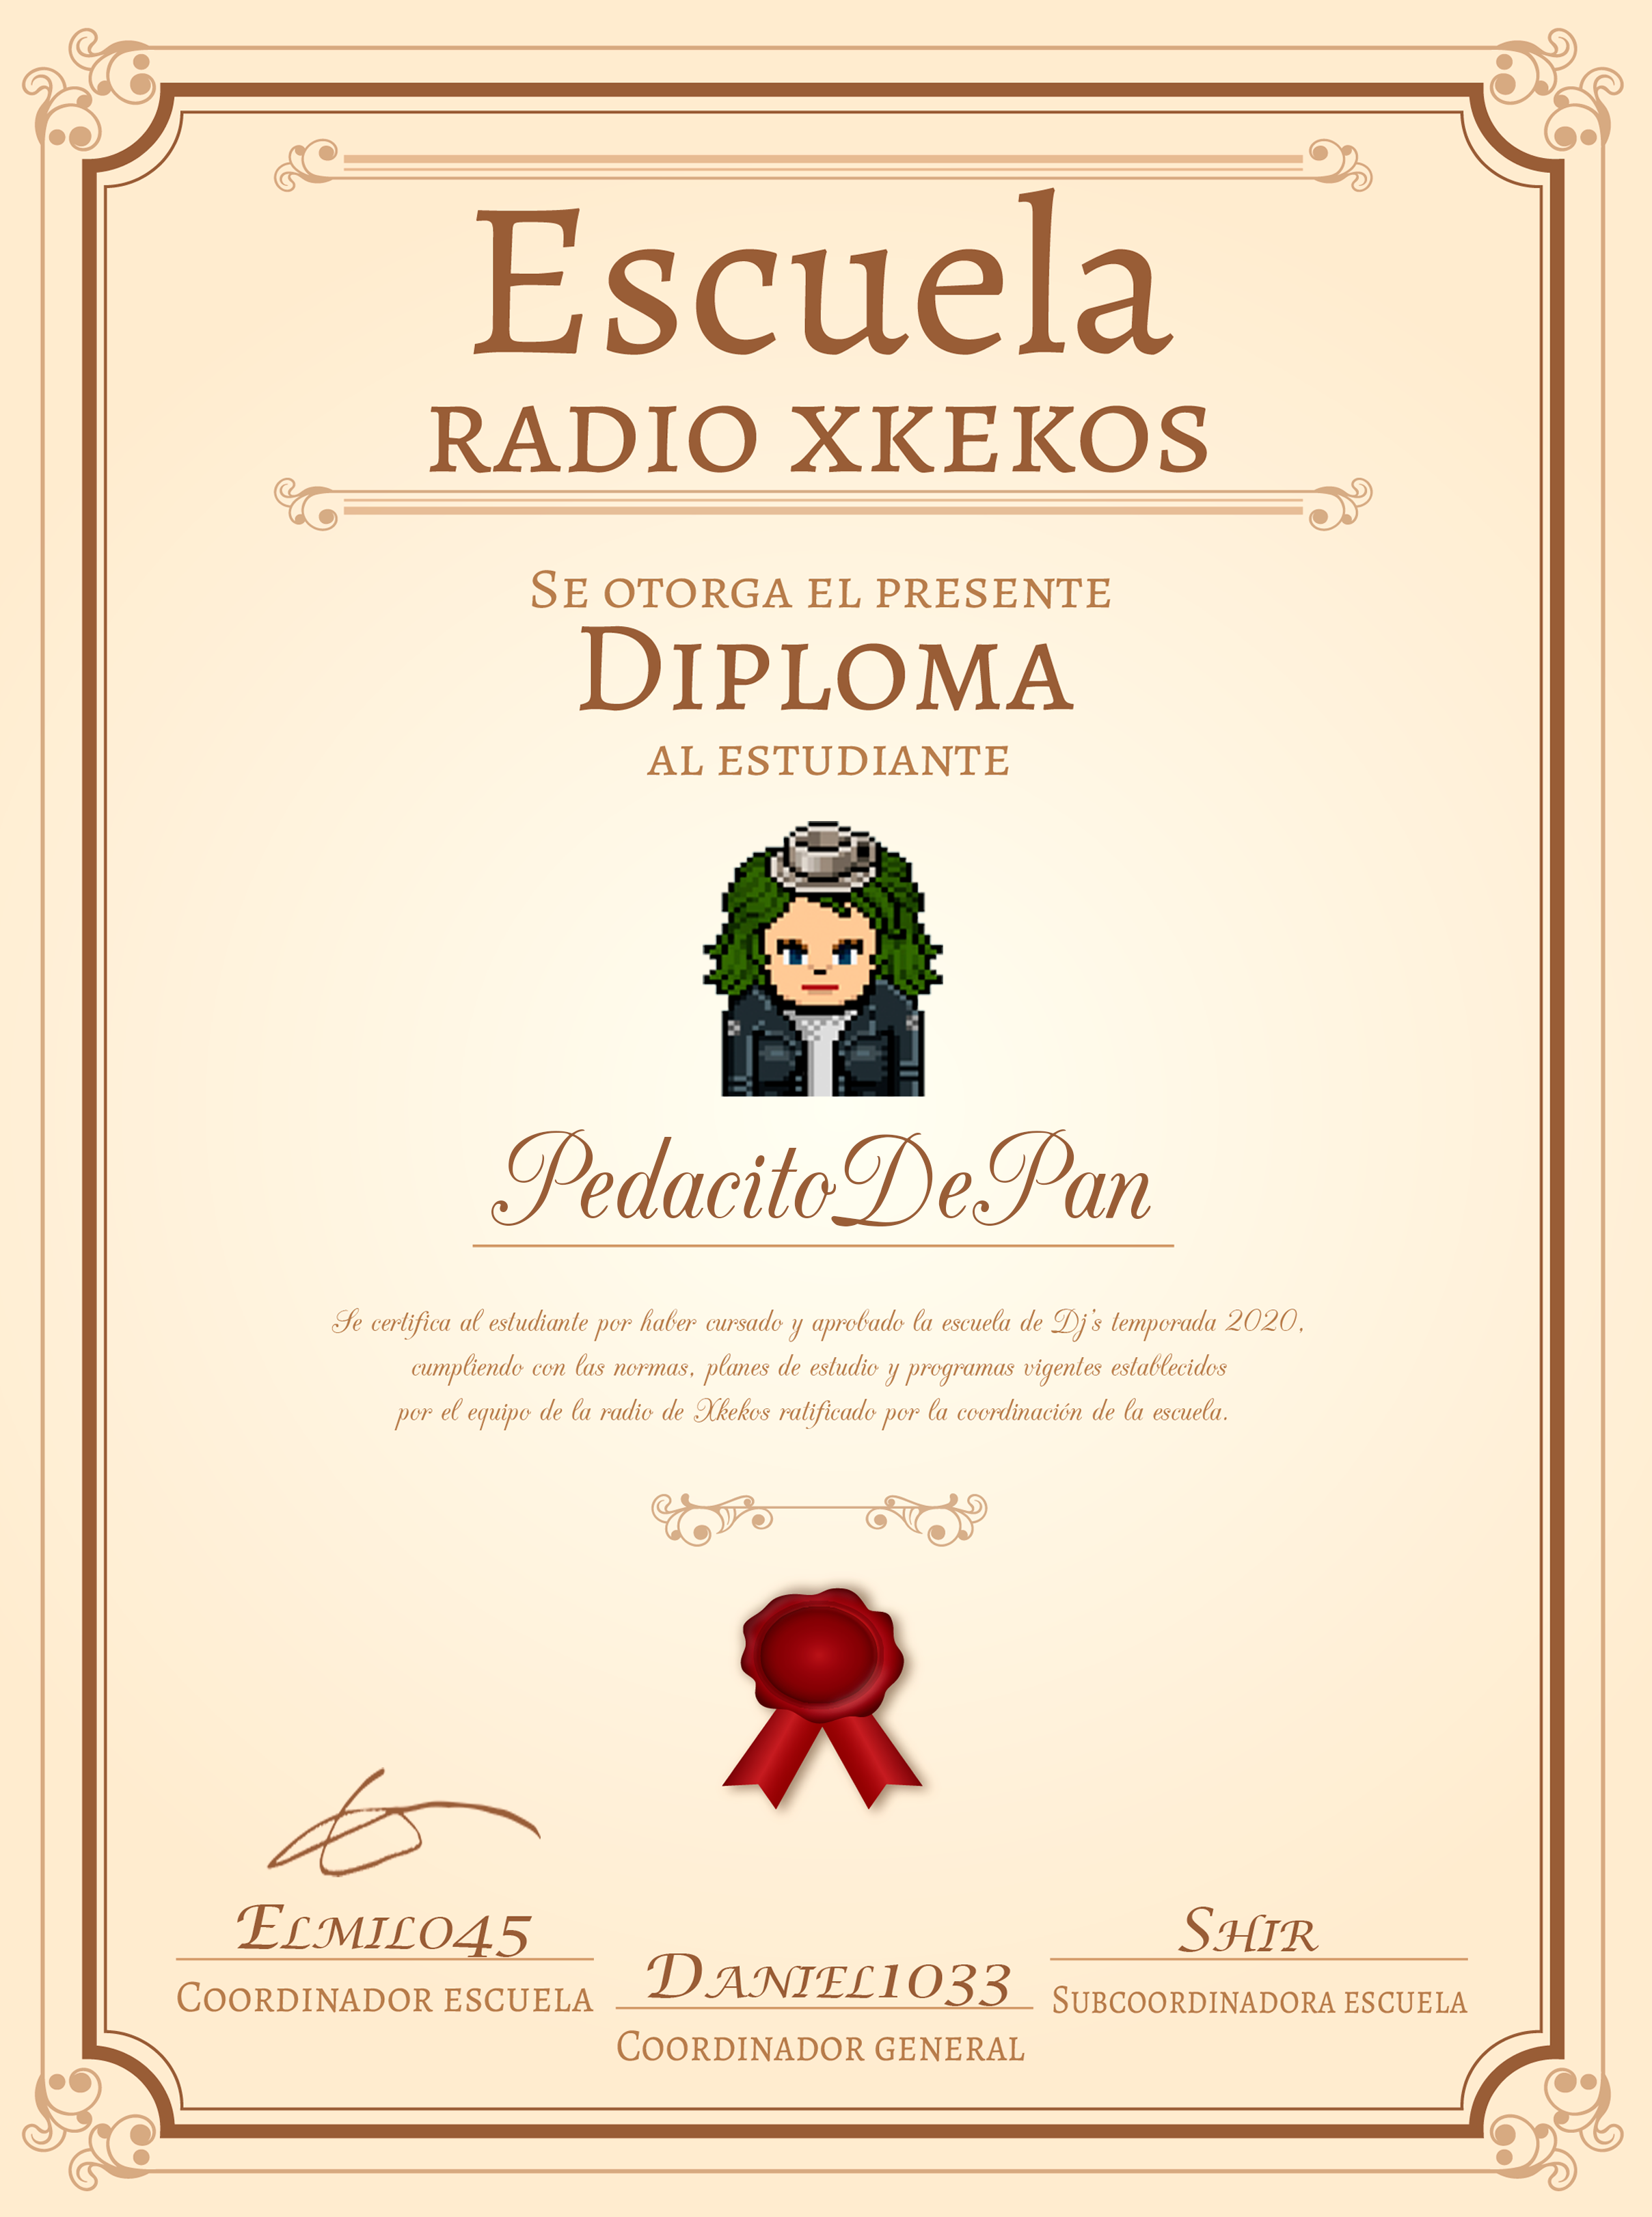 Escuela
RADIO XKEKOS
SE OTORGA EL PRESENTE
DIPLOMA
AL ESTUDIANTE
PedacitoDePan
Se certifica al estudiante por haber cursado y aprobado la escuela de Dj's temporada 2020,
cumpliendo con las normas, planes de estudio y programas vigentes establecidos
por el equipo de la radio de Xkekos ratificado por la coordinación de la escuela.
ELMILO45
COORDINADOR ESCUELA
DANIEL1033
COORDINADOR GENERAL
SHIR
SUBCOORDINADORA ESCUELA